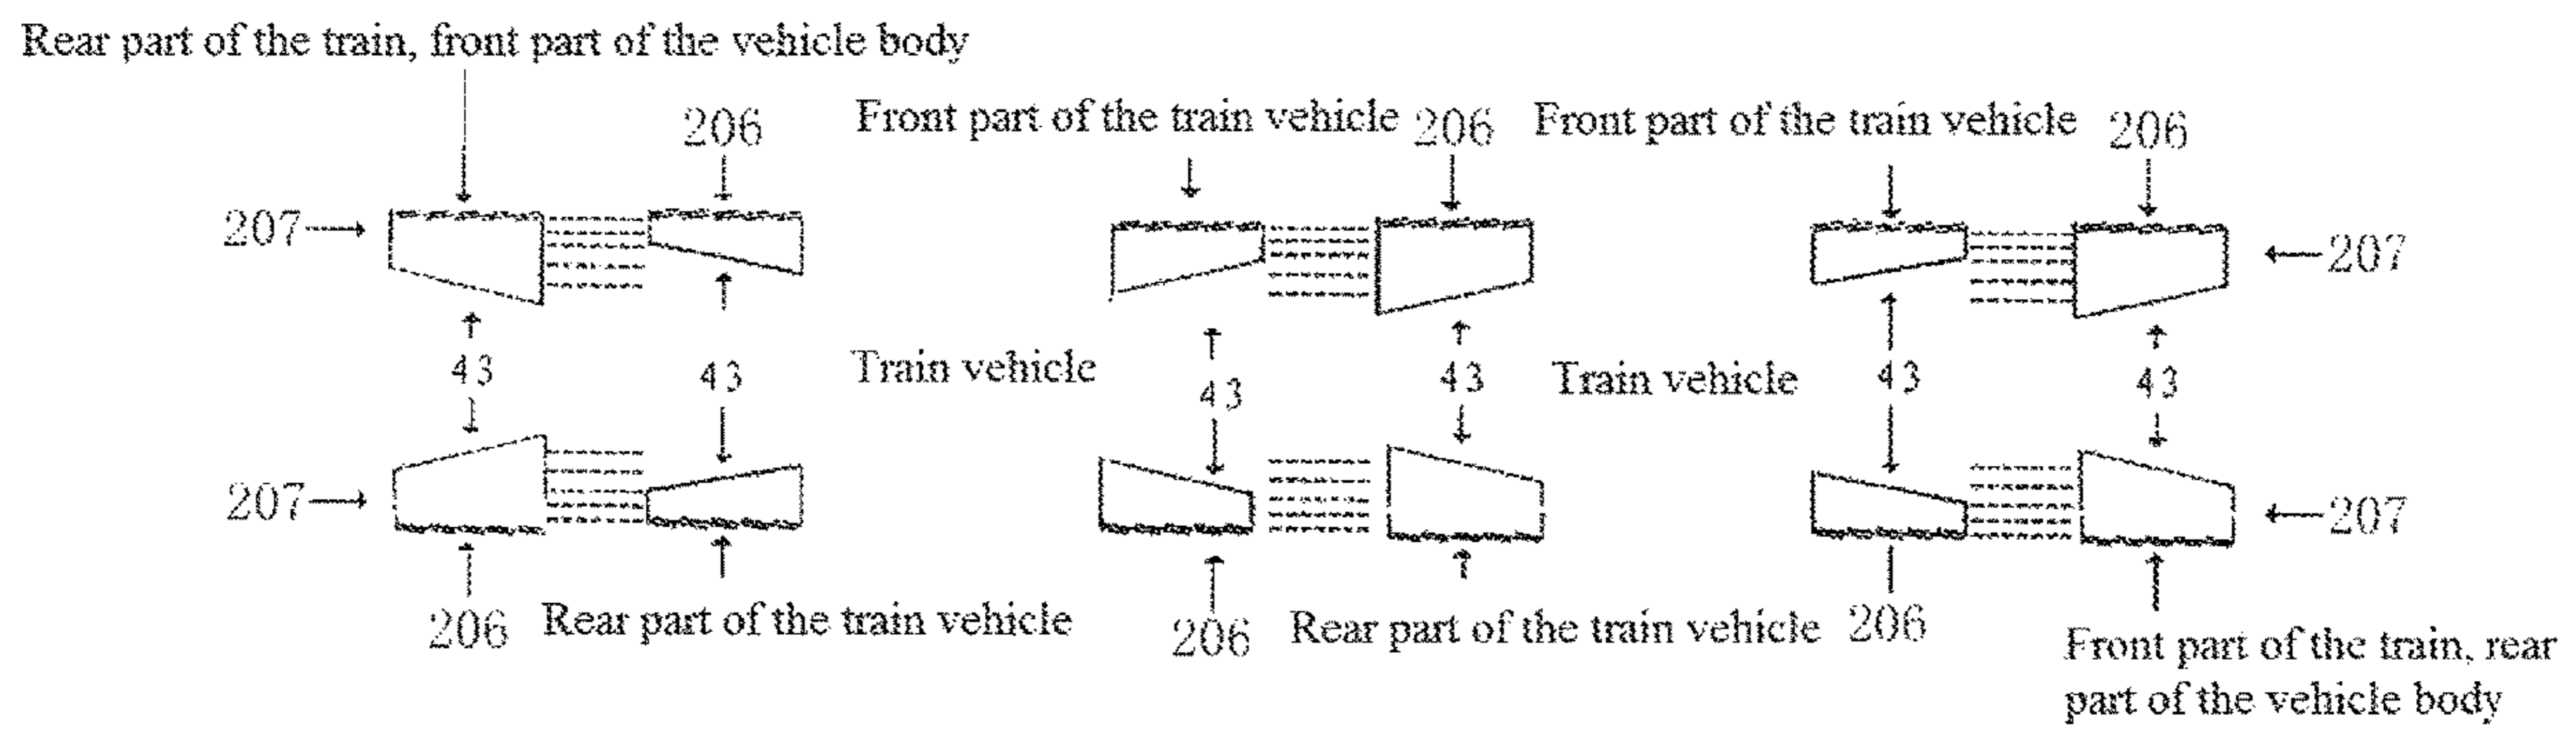 Rear part of the train, front part of the vehicle body
206 Front part of the train vehicle 206 Front part of the train vehicle 206
207 207
43 43 Train vehicle 43 43 Train vehicle 43 43
207 207
206 Rear part of the train vehicle 206 Rear part of the train vehicle 206 Front part of the train, rear
part of the vehicle body